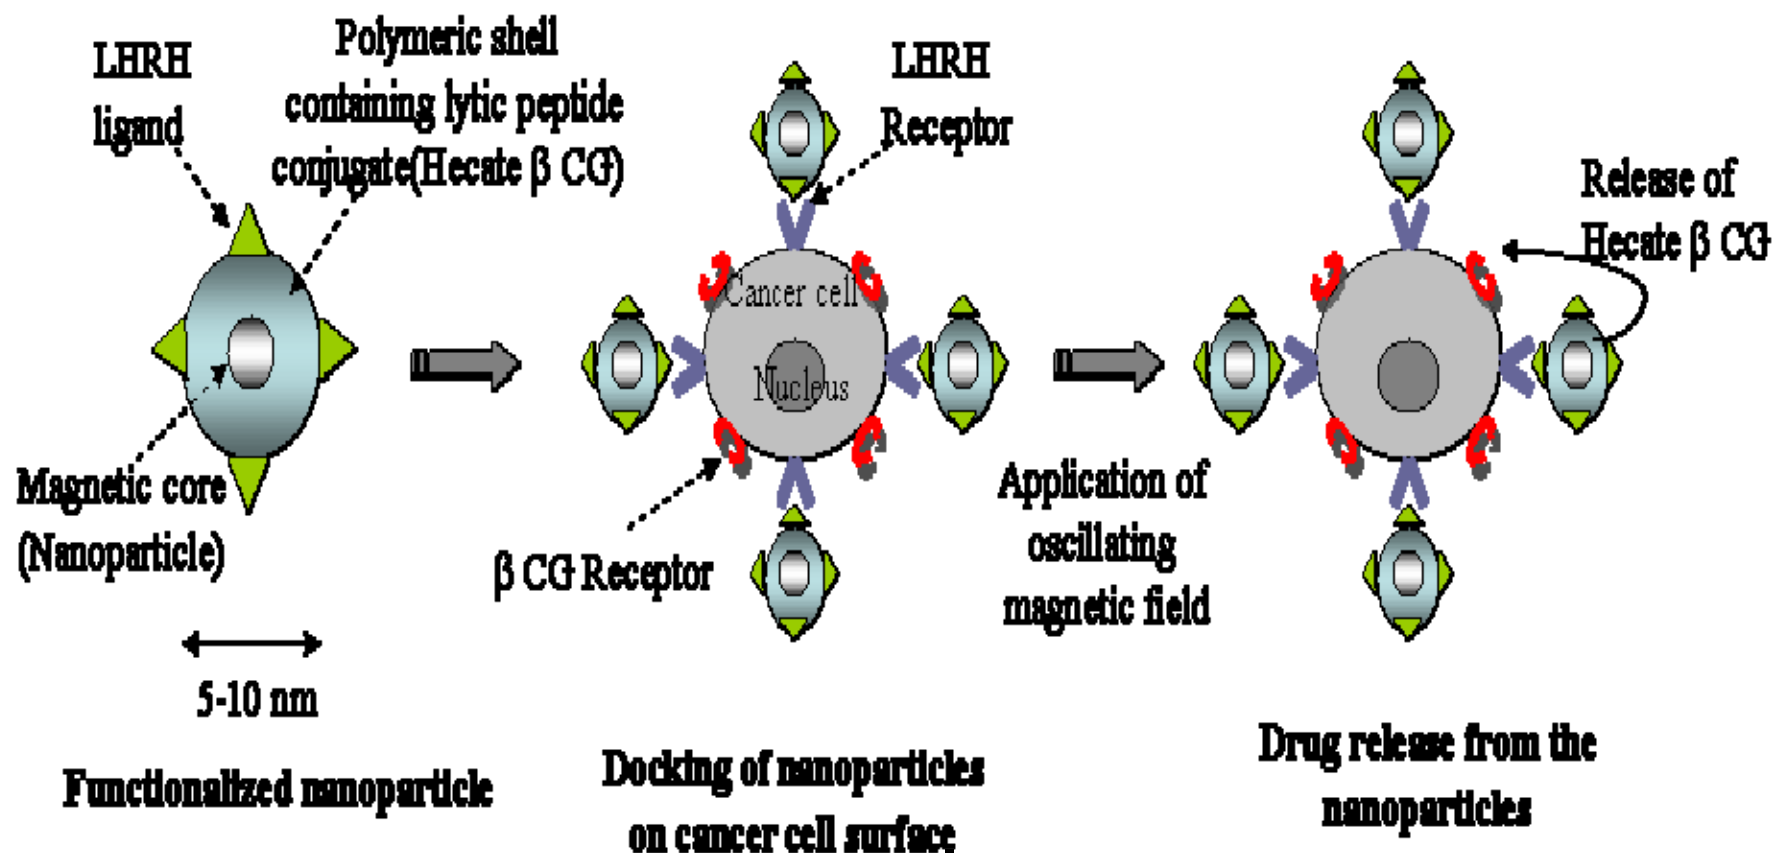 LHRH
ligand
Polymeric shell
containing lytic peptide
conjugate(Hecate β CG)
Magnetic core
(Nanoparticle)
5-10 nm
Functionalized nanoparticle
LHRH
Receptor
Cancer cell
Nucleus
β CG Receptor
Docking of nanoparticles
on cancer cell surface
Application of
oscillating
magnetic field
Release of
Hecate β CG
Drug release from the
nanoparticles